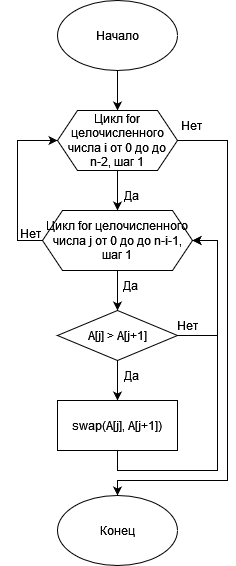 Начало
Цикл for
целочисленного
числа i от 0 до до
n-2, шаг 1
Нет
Да
Цикл for целочисленного
числа j от 0 до до n-i-1,
шаг 1
Нет
Да
A[j] > A[j+1]
Нет
Да
swap(A[j], A[j+1])
Конец